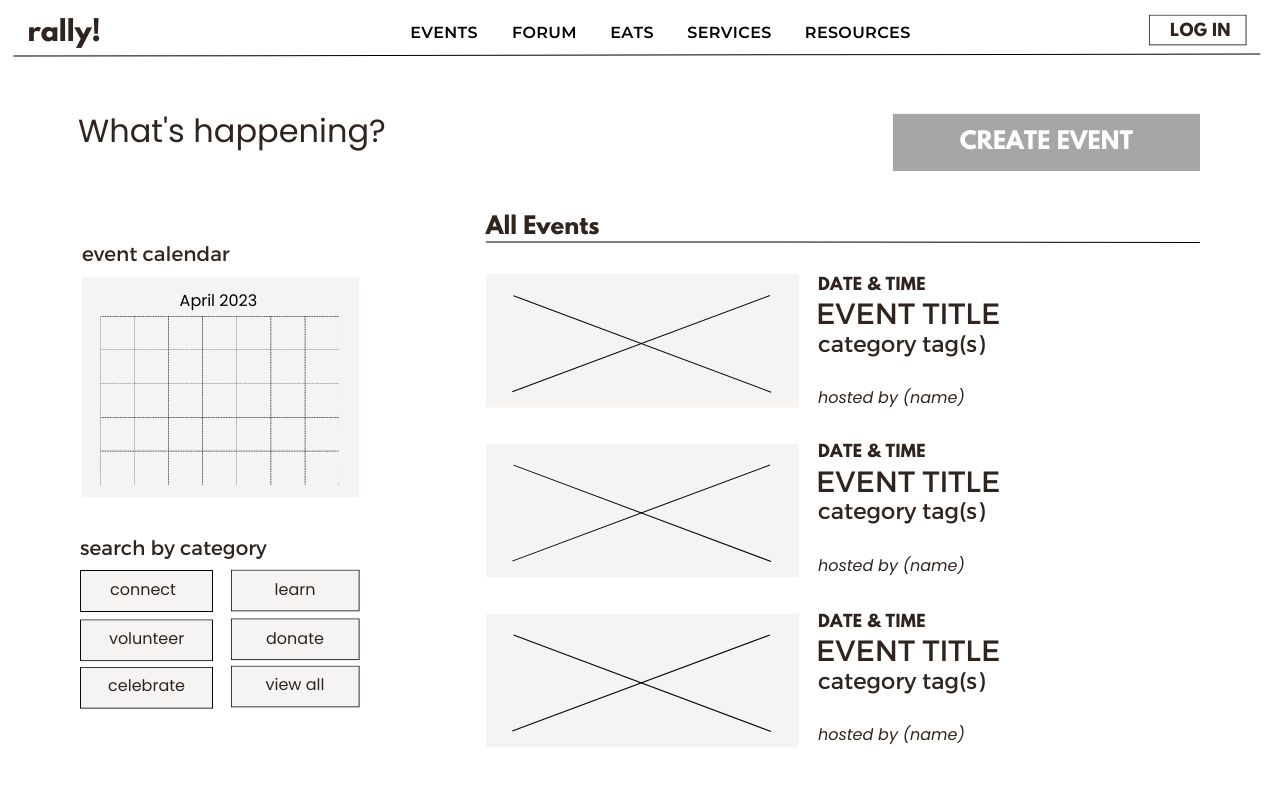 rally!
EVENTS FORUM EATS SERVICES RESOURCES
LOG IN
What's happening?
CREATE EVENT
event calendar
April 2023
search by category
connect learn
volunteer donate
celebrate view all
All Events
DATE & TIME
EVENT TITLE
category tag(s)
hosted by (name)
DATE & TIME
EVENT TITLE
category tag(s)
hosted by (name)
DATE & TIME
EVENT TITLE
category tag(s)
hosted by (name)